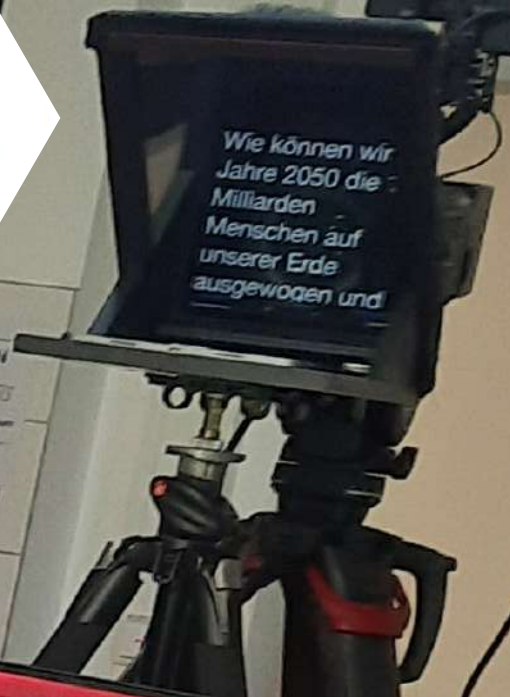 Wie können wir
Jahre 2050 die
Milliarden
Menschen auf
unserer Erde
ausgewogen und